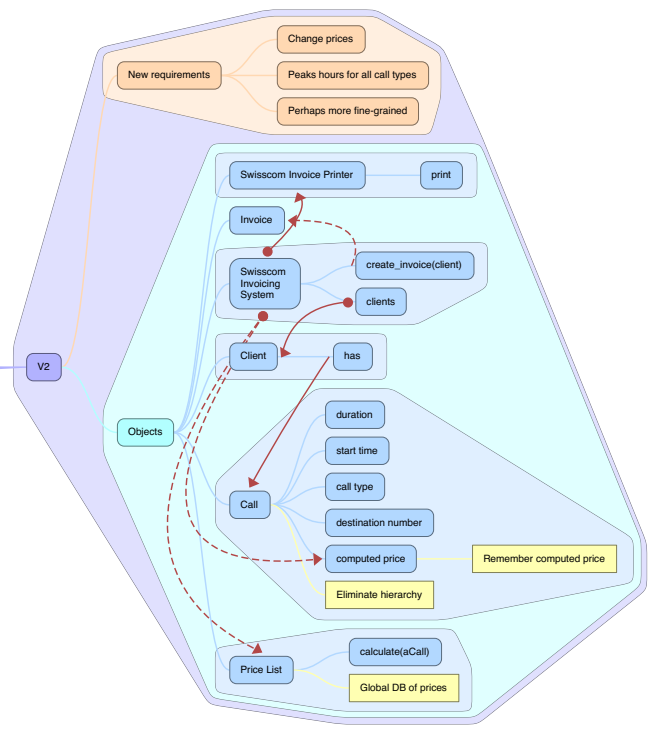 Change prices
New requirements
Peaks hours for all call types
Perhaps more fine-grained
Swisscom Invoice Printer
print
Invoice
Swisscom
Invoicing
System
create_invoice(client)
clients
V2
Client
has
Objects
duration
start time
call type
Call
destination number
computed price
Remember computed price
Eliminate hierarchy
calculate(aCall)
Price List
Global DB of prices